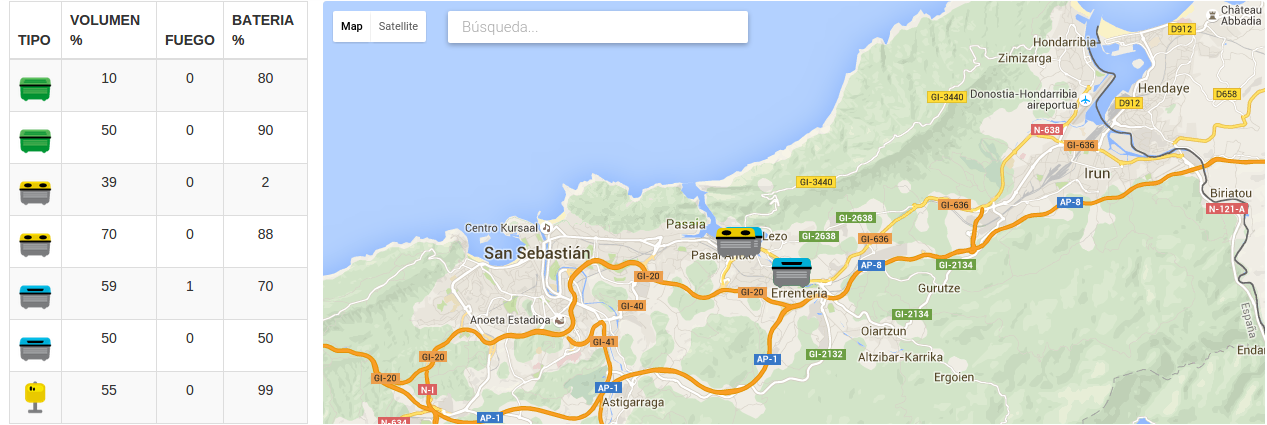 TIPO VOLUMEN % FUEGO BATERIA %
10 0 80
50 0 90
39 0 2
70 0 88
59 1 70
50 0 50
55 0 99
Map Satellite Búsqueda...
Château Abbadia
D912
Hondarribia
Zimizarga
Hendaye
GI-3440
Donostia-Hondarribia aireportua
D912
D658
N-638
GI-636
Irun
GI-3440
Biriatou
AP-8
GI-636
N-121-A
GI-2638
Pasaia
Centro Kursaal
Lezo
GI-2638
GI-636
San Sebastián
AP-8
GI-2134
GI-20
Gurutze
GI-20
Errenteria
GI-40
España
GI-2134
Anoeta Estadioa
Oiartzun
GI-41
GI-20
GI-2132
Altzibar-Karrika
AP-1
GI-20
Ergoien
N-I
AP-1
Astigarraga
AP-1
N-634